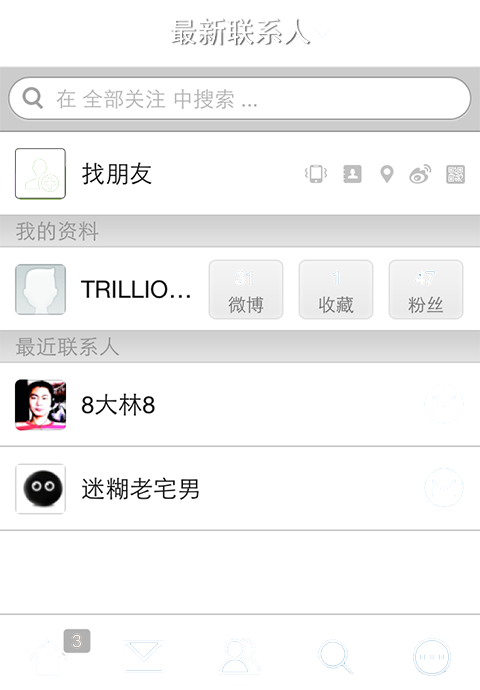 最新联系人
在 全部关注 中搜索 ...
找朋友
我的资料
TRILLIO...
31 1 47
微博 收藏 粉丝
最近联系人
8大林8
迷糊老宅男
3